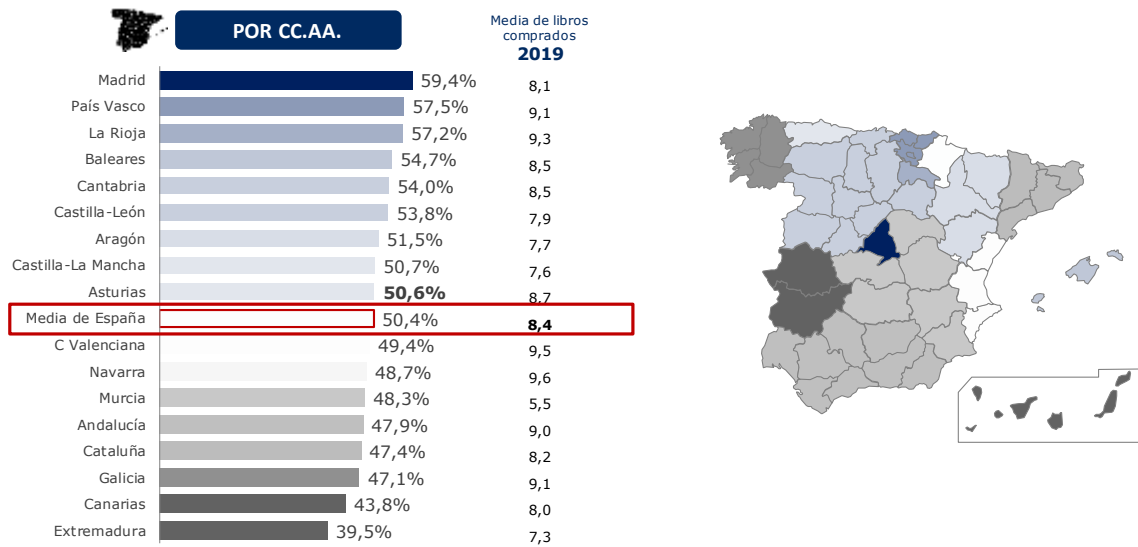 POR CC.AA.
Media de libros
comprados
2019
Madrid 59,4% 8,1
País Vasco 57,5% 9,1
La Rioja 57,2% 9,3
Baleares 54,7% 8,5
Cantabria 54,0% 8,5
Castilla-León 53,8% 7,9
Aragón 51,5% 7,7
Castilla-La Mancha 50,7% 7,6
Asturias 50,6% 8,7
Media de España 50,4% 8,4
C Valenciana 49,4% 9,5
Navarra 48,7% 9,6
Murcia 48,3% 5,5
Andalucía 47,9% 9,0
Cataluña 47,4% 8,2
Galicia 47,1% 9,1
Canarias 43,8% 8,0
Extremadura 39,5% 7,3